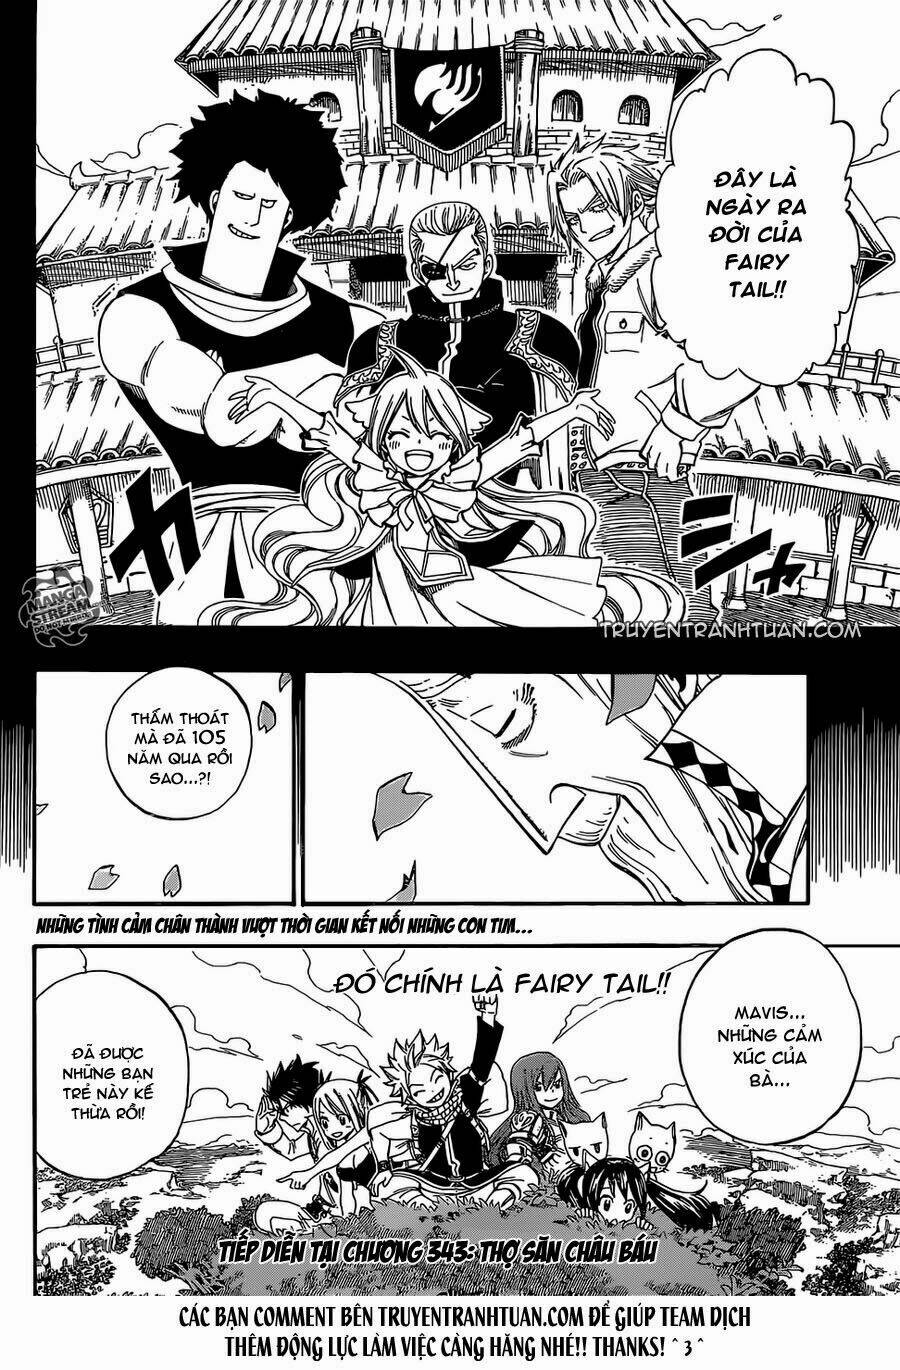 ĐÂY LÀ
NGÀY RA
ĐỜI CỦA
FAIRY
TAIL!!
MANGA
STREAM
TRUYENTRANHTUAN.COM
THẤM THOÁT
MÀ ĐÃ 105
NĂM QUA RỒI
SAO...?!
NHỮNG TÌNH CẢM CHÂN THÀNH VƯỢT THỜI GIAN KẾT NỐI NHỮNG CON TIM...
ĐÓ CHÍNH LÀ FAIRY TAIL!!
MAVIS...
NHỮNG CẢM
XÚC CỦA
BÀ...
ĐÃ ĐƯỢC
NHỮNG BẠN
TRẺ NÀY KẾ
THỪA RỒI!
TIẾP DIỄN TẠI CHƯƠNG 343: THỢ SĂN CHÂU BÁU
CÁC BẠN COMMENT BÊN TRUYENTRANHTUAN.COM ĐỂ GIÚP TEAM DỊCH
THÊM ĐỘNG LỰC LÀM VIỆC CÀNG HĂNG NHÉ!! THANKS! ^3^